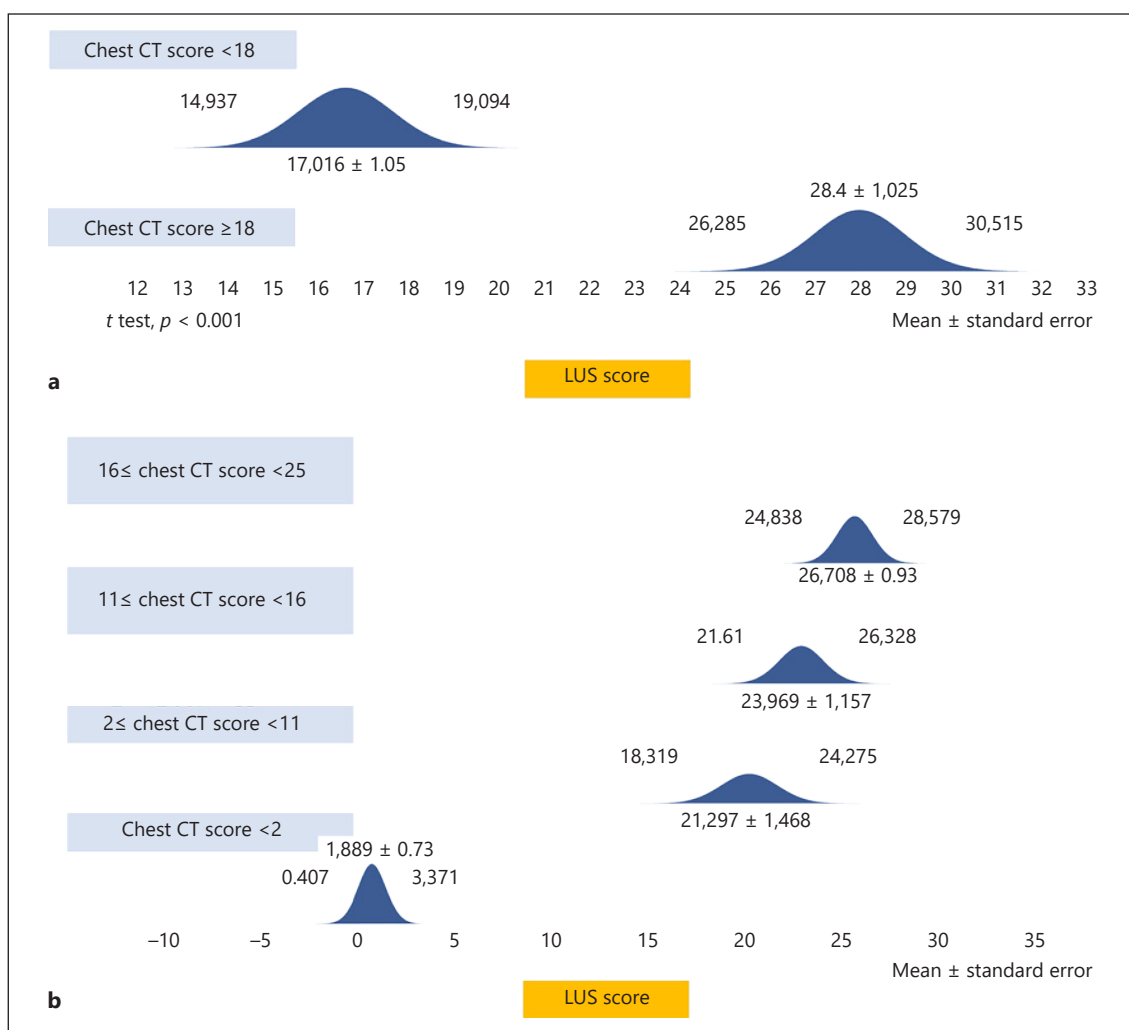 Chest CT score <18
14,937
19,094
17,016 ± 1.05
28.4 ± 1,025
Chest CT score ≥18
26,285
30,515
12 13 14 15 16 17 18 19 20 21 22 23 24 25 26 27 28 29 30 31 32 33
t test, p < 0.001
Mean ± standard error
LUS score
a
16≤ chest CT score <25
24,838
28,579
26,708 ± 0.93
11≤ chest CT score <16
21.61
26,328
23,969 ± 1,157
2≤ chest CT score <11
18,319
24,275
21,297 ± 1,468
Chest CT score <2
1,889 ± 0.73
0.407
3,371
–10 –5 0 5 10 15 20 25 30 35
Mean ± standard error
LUS score
b